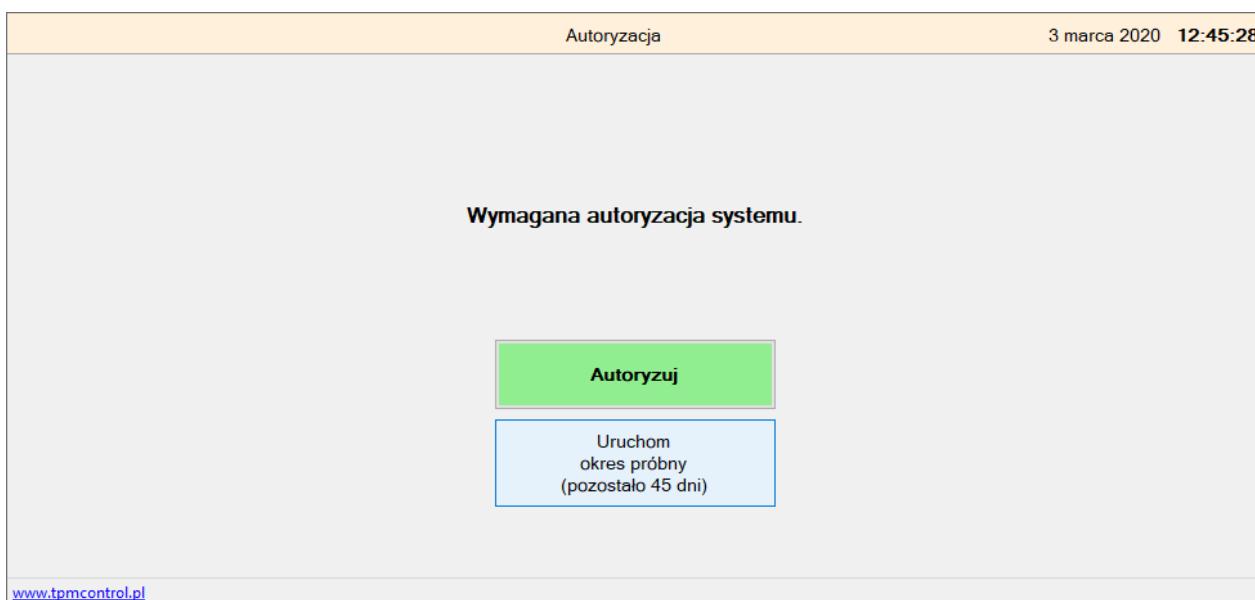 Autoryzacja
3 marca 2020 12:45:28
Wymagana autoryzacja systemu.
Autoryzuj
Uruchom
okres próbny
(pozostało 45 dni)
www.tpmcontrol.pl